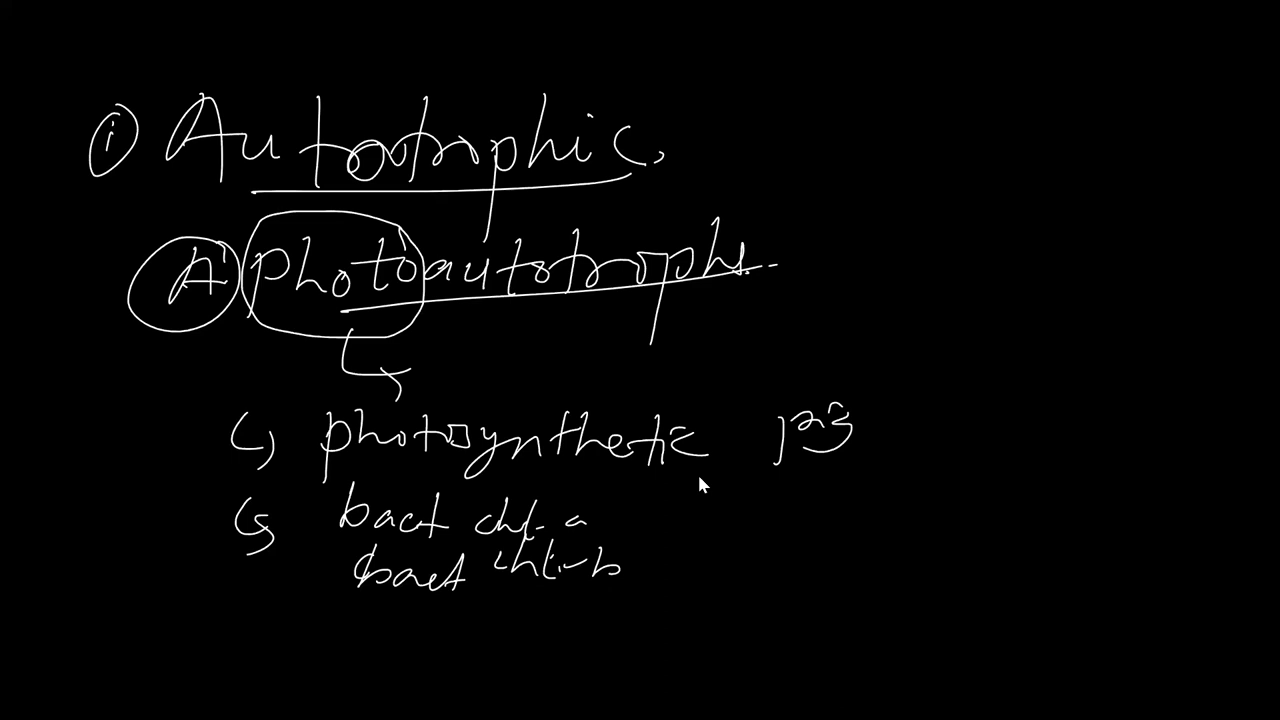 i Autotrophic.
A Photoautotrophs.
photosynthetic
bact chl-a
bact chl-b